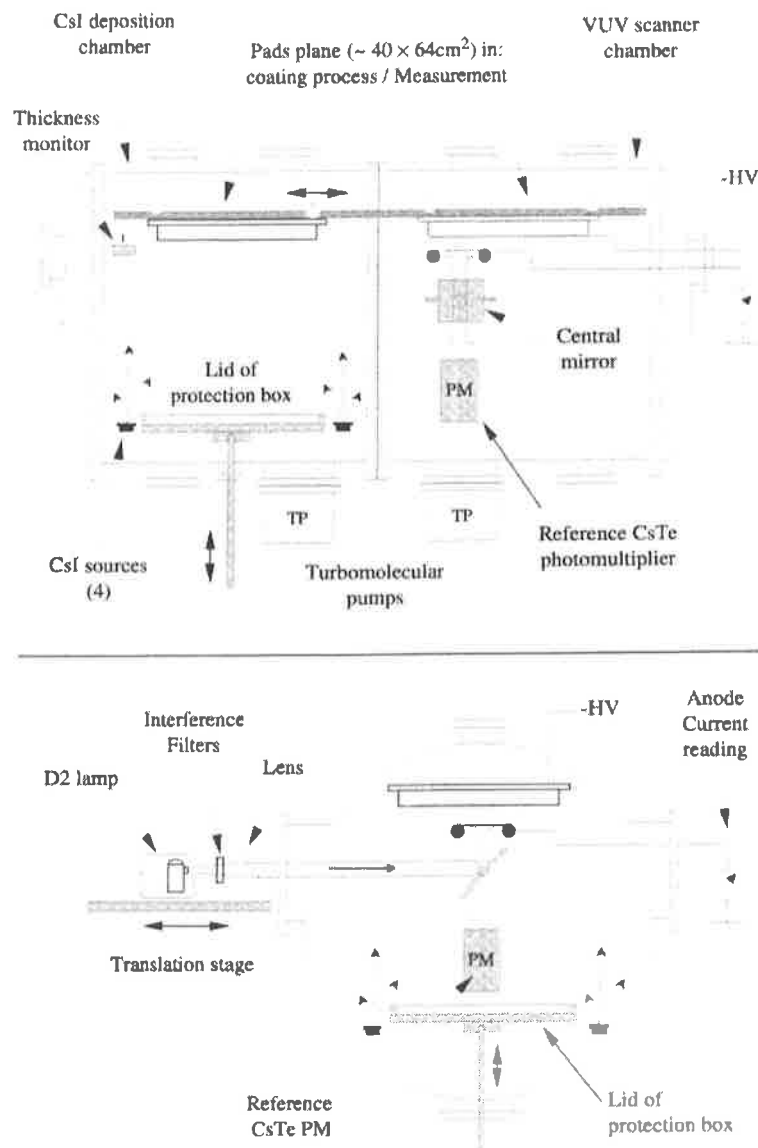 CsI deposition
chamber
Pads plane (~ 40 × 64cm²) in:
coating process / Measurement
VUV scanner
chamber
Thickness
monitor
-HV
Lid of
protection box
Central
mirror
PM
TP
TP
Reference CsTe
photomultiplier
CsI sources
(4)
Turbomolecular
pumps
Interference
Filters
-HV
Anode
Current
reading
D2 lamp
Lens
Translation stage
PM
Reference
CsTe PM
Lid of
protection box